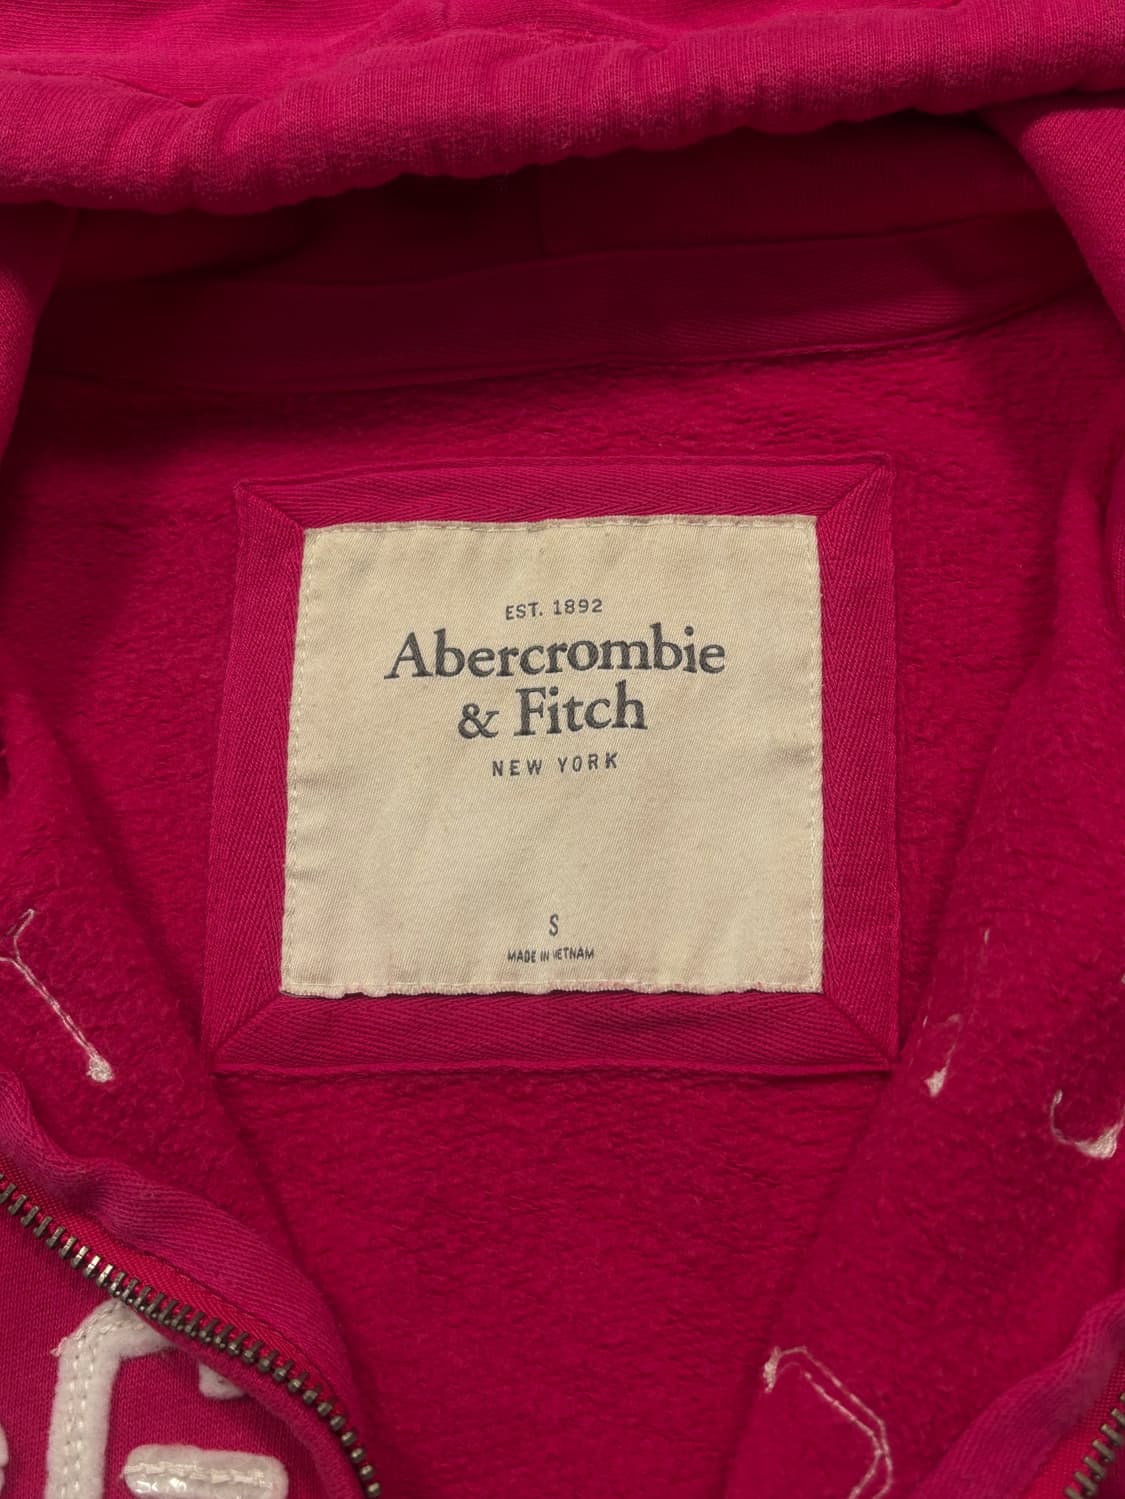 EST. 1892
Abercrombie
& Fitch
NEW YORK
S
MADE IN VIETNAM